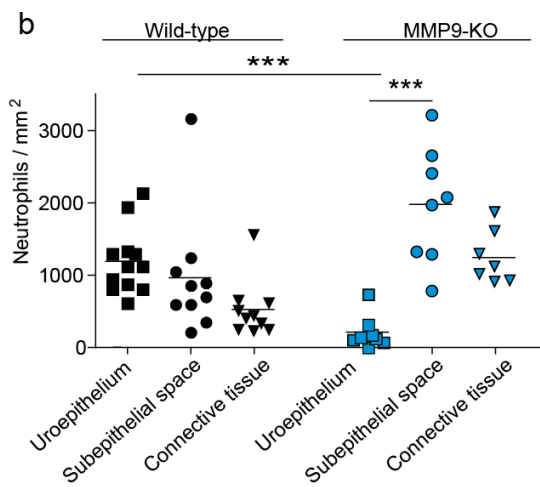 b
Wild-type
MMP9-KO
***
***
Neutrophils / mm²
3000
2000
1000
0
Uroepithelium
Subepithelial space
Connective tissue
Uroepithelium
Subepithelial space
Connective tissue